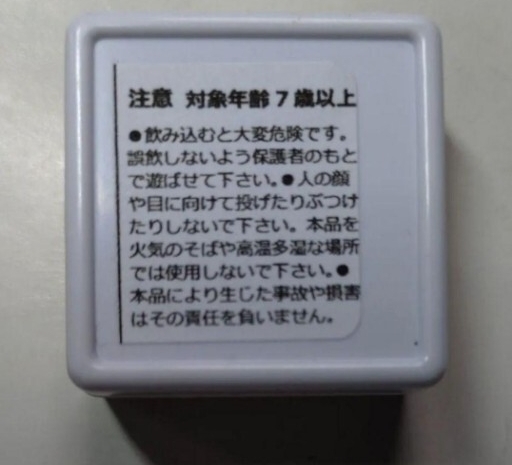 注意 対象年齢7歳以上
●飲み込むと大変危険です。
誤飲しないよう保護者のもと
で遊ばせて下さい。●人の顔
や目に向けて投げたりぶつけ
たりしないで下さい。本品を
火気のそばや高温多湿な場所
では使用しないで下さい。●
本品により生じた事故や損害
はその責任を負いません。